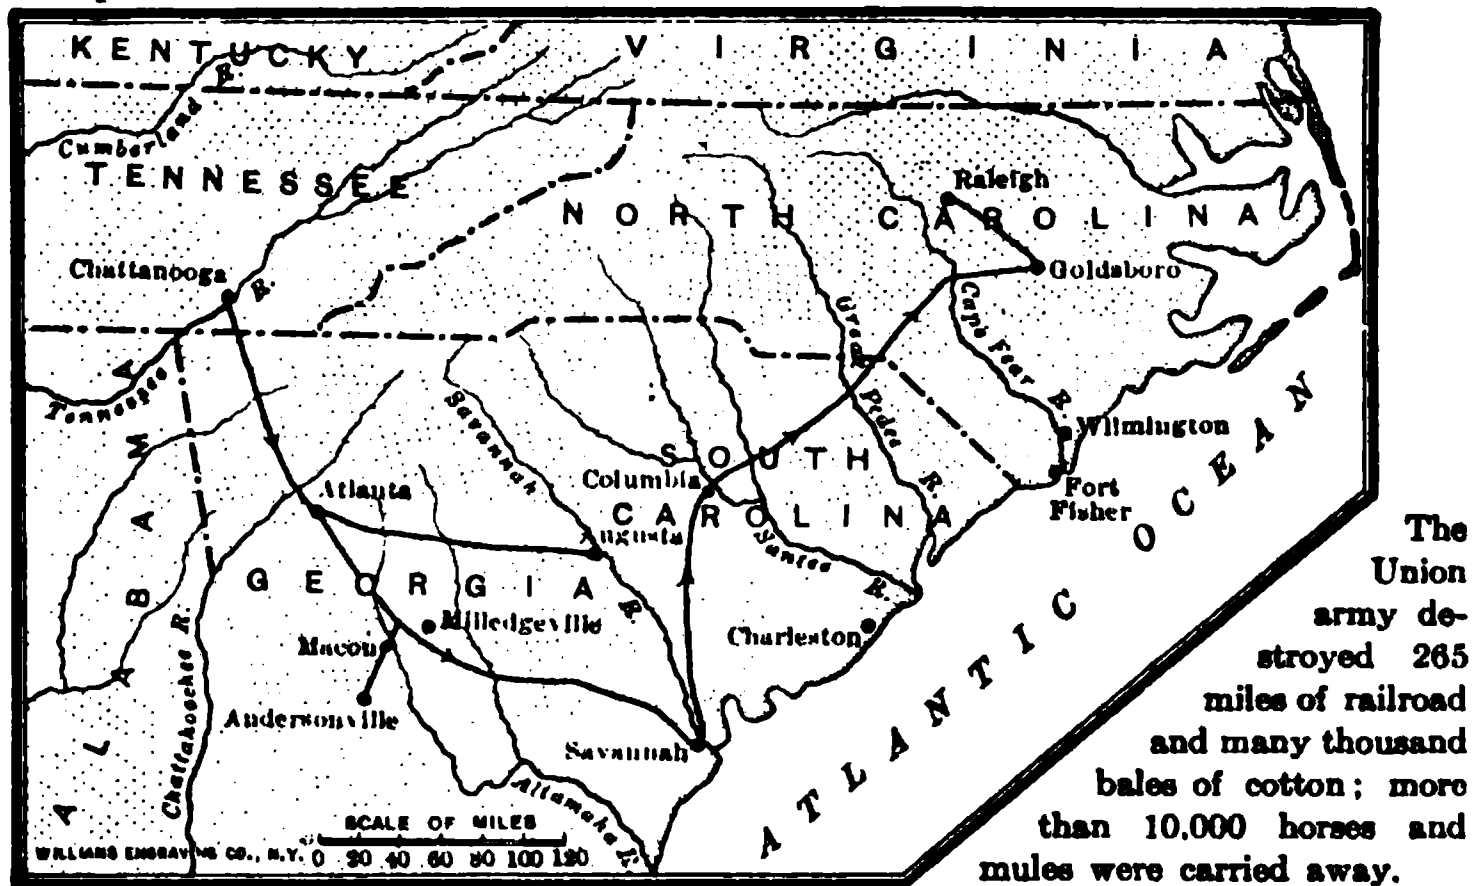 KENTUCKY
VIRGINIA
Cumberland R.
TENNESSEE
Raleigh
NORTH CAROLINA
Chattanooga
R.
Goldsboro
Great Pedee R.
Cape Fear R.
Tennessee
Savannah R.
Wilmington
SOUTH
Columbia
Atlanta
Fort
Fisher
CAROLINA
Augusta
Santee R.
ALABAMA
GEORGIA
Milledgeville
Macon
Charleston
Andersonville
Chattahoochee R.
Savannah
Altamaha R.
ATLANTIC OCEAN
SCALE OF MILES
WILLIAMS ENGRAVING CO., N.Y.
0 20 40 60 80 100 120
The
Union
army de-
stroyed 265
miles of railroad
and many thousand
bales of cotton; more
than 10,000 horses and
mules were carried away.